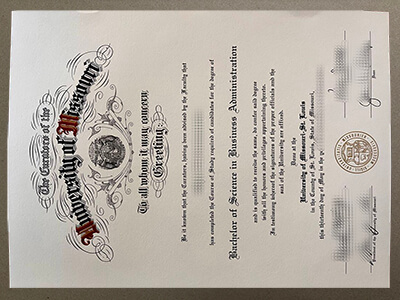 The Curators of the
University of Missouri
To all whom it may concern:
Greeting:
Be it known that the Curators, having been advised by the Faculty that
has completed the Course of Study required of candidates for the degree of
Bachelor of Science in Business Administration
and is qualified to receive the same, do confer said degree
with all the honors and privileges appertaining thereto.
In testimony whereof the signatures of the proper officials and the
seal of the University are affixed.
Done at the
University of Missouri-St. Louis
in the County of St. Louis, State of Missouri,
this thirteenth day of May in the